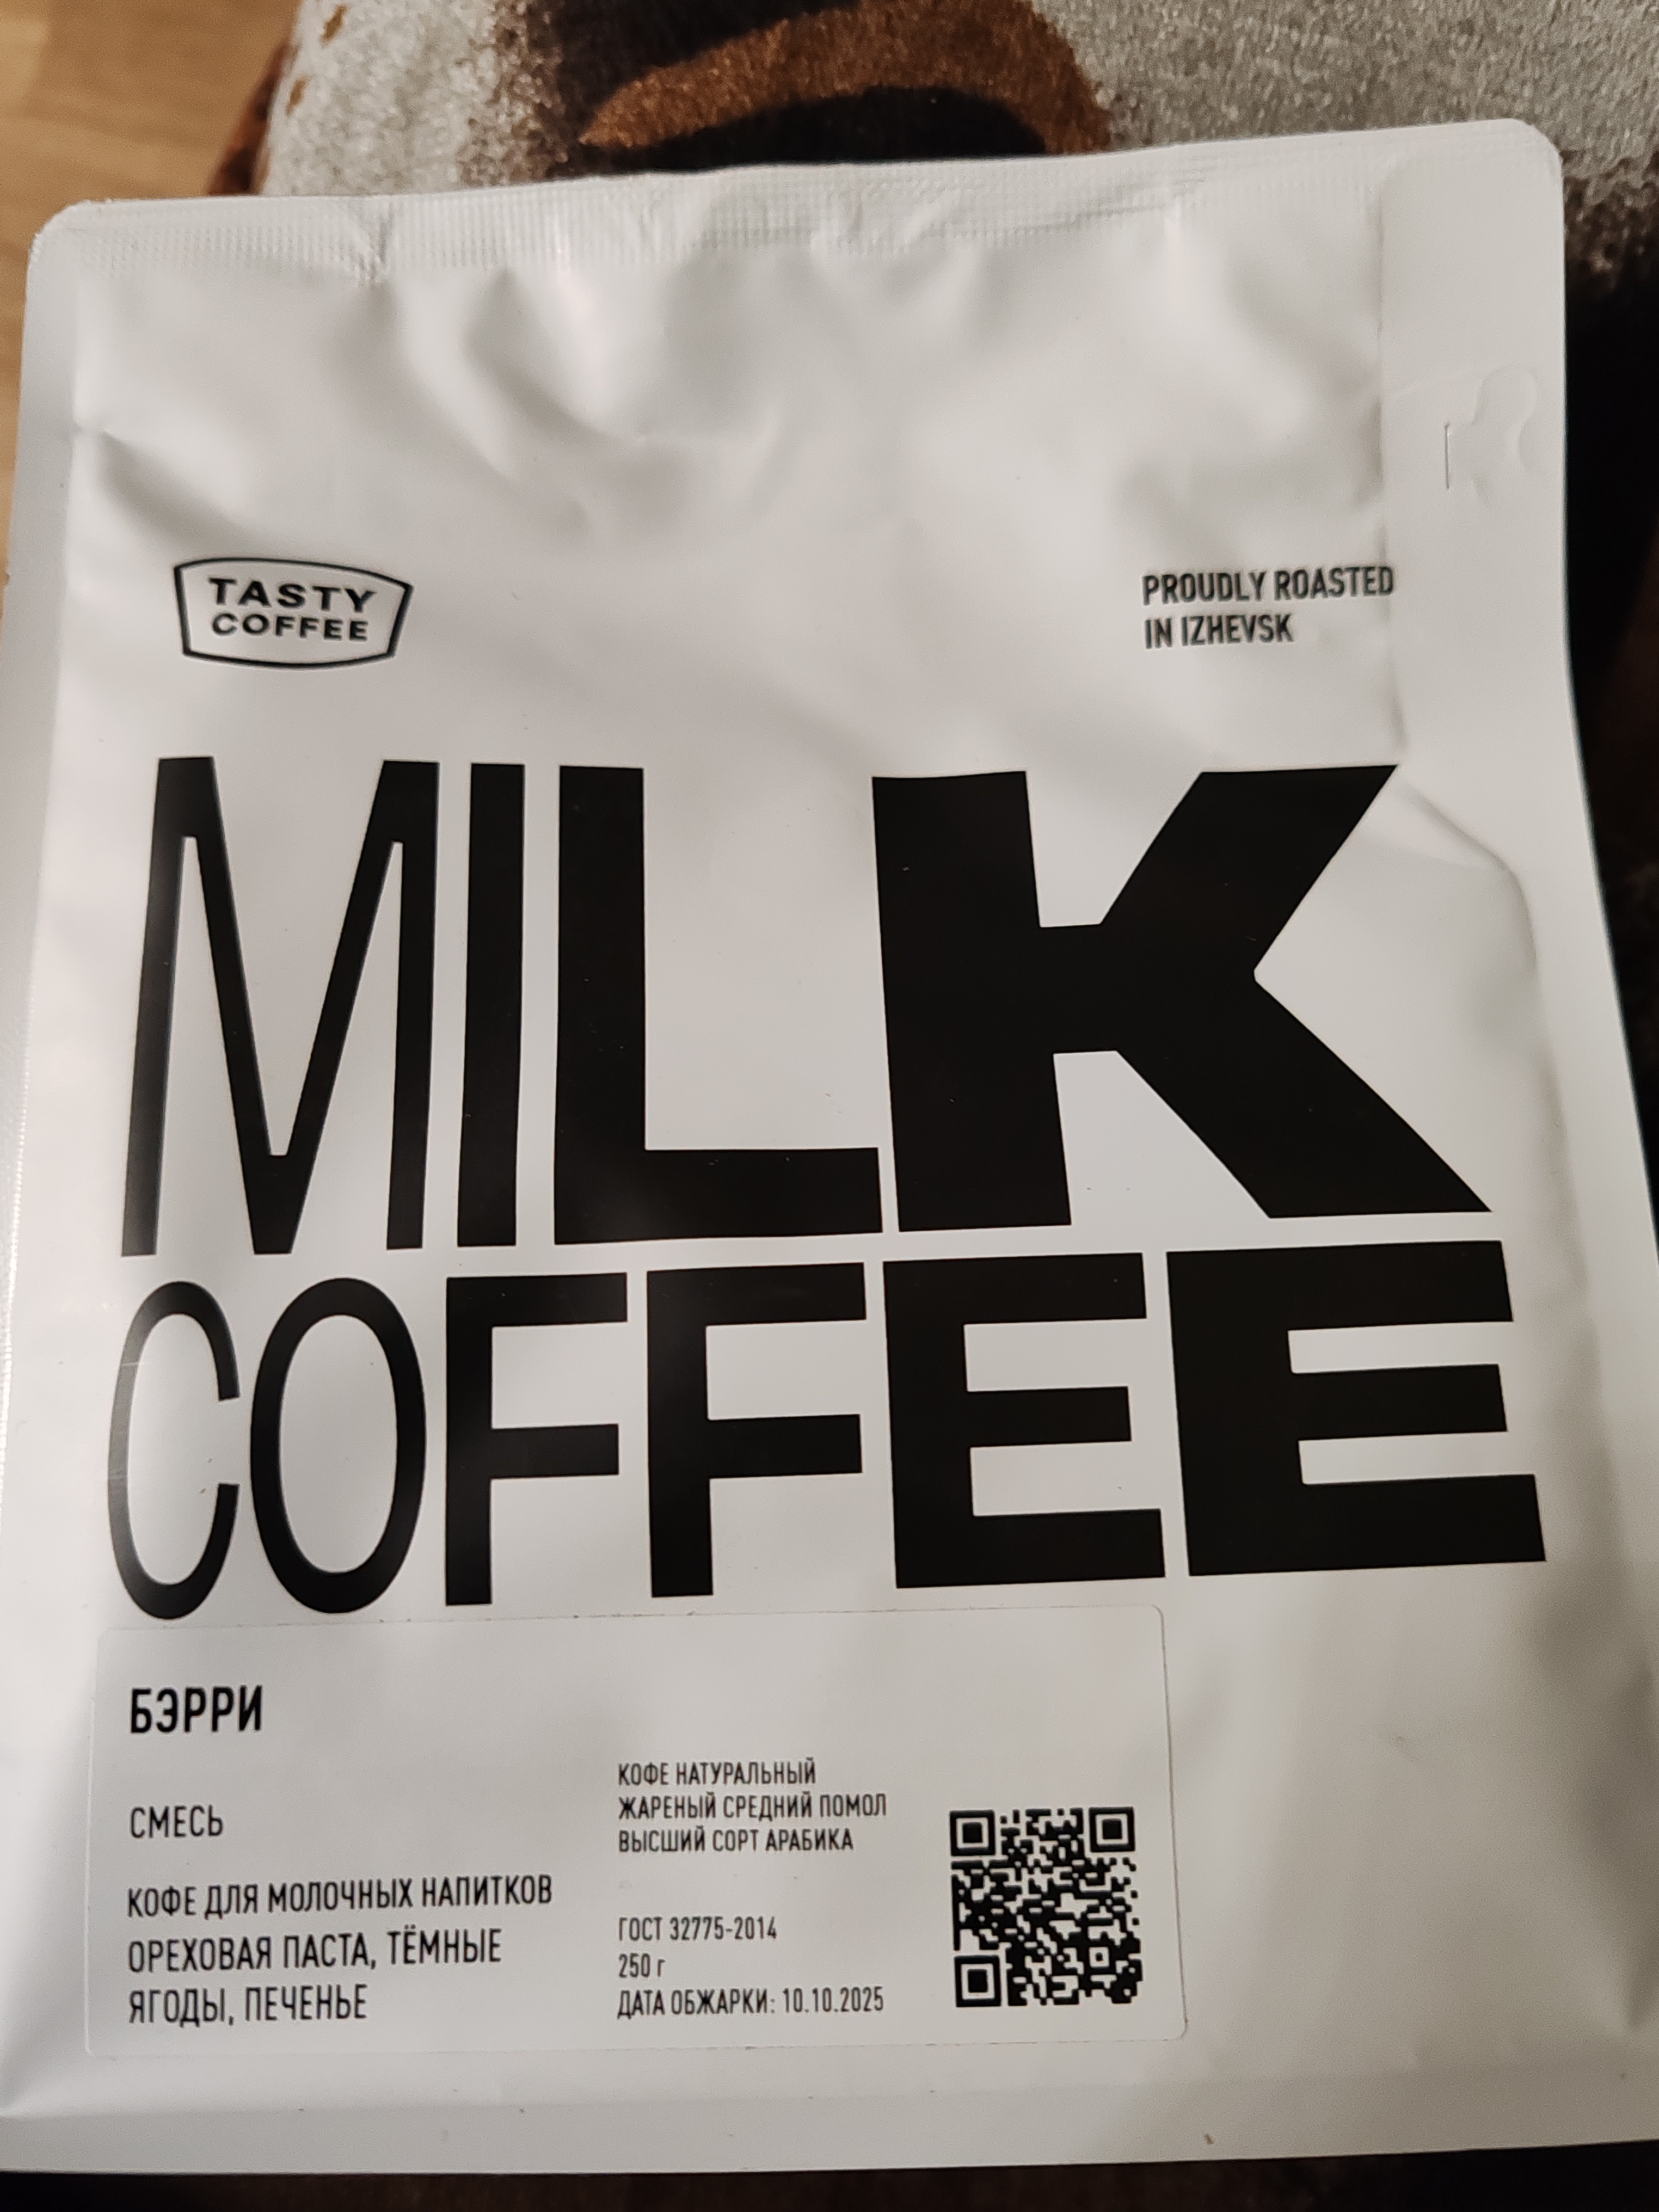 TASTY
COFFEE
PROUDLY ROASTED
IN IZHEVSK
MILK
COFFEE
БЭРРИ
СМЕСЬ
КОФЕ ДЛЯ МОЛОЧНЫХ НАПИТКОВ
ОРЕХОВАЯ ПАСТА, ТЁМНЫЕ
ЯГОДЫ, ПЕЧЕНЬЕ
КОФЕ НАТУРАЛЬНЫЙ
ЖАРЕНЫЙ СРЕДНИЙ ПОМОЛ
ВЫСШИЙ СОРТ АРАБИКА
ГОСТ 32775-2014
250 г
ДАТА ОБЖАРКИ: 10.10.2025